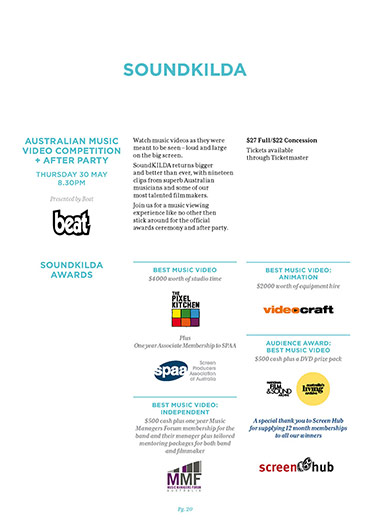 SOUNDKILDA
AUSTRALIAN MUSIC
VIDEO COMPETITION
+ AFTER PARTY
THURSDAY 30 MAY
8.30PM
Presented by Beat
beat
Watch music videos as they were
meant to be seen – loud and large
on the big screen.
SoundKILDA returns bigger
and better than ever, with nineteen
clips from superb Australian
musicians and some of our
most talented filmmakers.
Join us for a music viewing
experience like no other then
stick around for the official
awards ceremony and after party.
$27 Full/$22 Concession
Tickets available
through Ticketmaster
SOUNDKILDA
AWARDS
BEST MUSIC VIDEO
$4000 worth of studio time
THE
PIXEL
KITCHEN
Plus
One year Associate Membership to SPAA
spaa
Screen
Producers
Association
of Australia
BEST MUSIC VIDEO:
INDEPENDENT
$500 cash plus one year Music
Managers Forum membership for the
band and their manager plus tailored
mentoring packages for both band
and filmmaker
MMF
MUSIC MANAGERS FORUM
AUSTRALIA
BEST MUSIC VIDEO:
ANIMATION
$2000 worth of equipment hire
videocraft
AUDIENCE AWARD:
BEST MUSIC VIDEO
$500 cash plus a DVD prize pack
FILM
&SOUND
living
A special thank you to Screen Hub
for supplying 12 month memberships
to all our winners
screenhub
Pg. 20